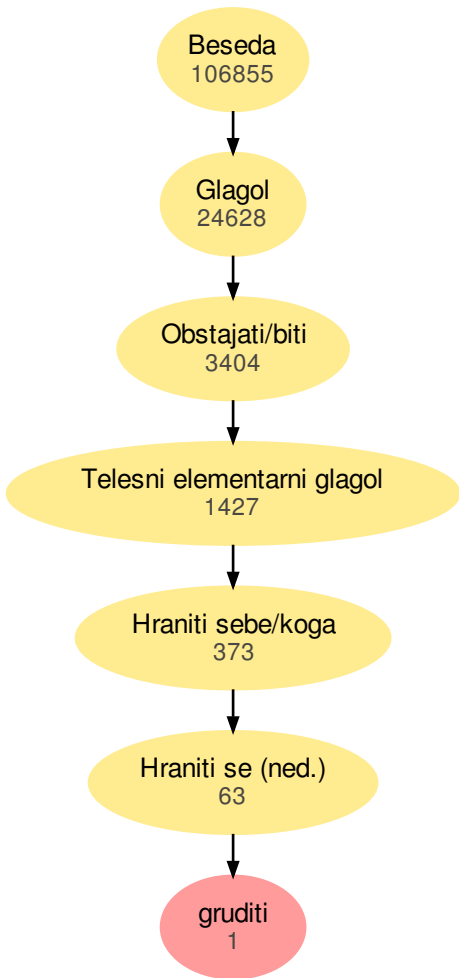 Beseda
106855
Glagol
24628
Obstajati/biti
3404
Telesni elementarni glagol
1427
Hraniti sebe/koga
373
Hraniti se (ned.)
63
gruditi
1